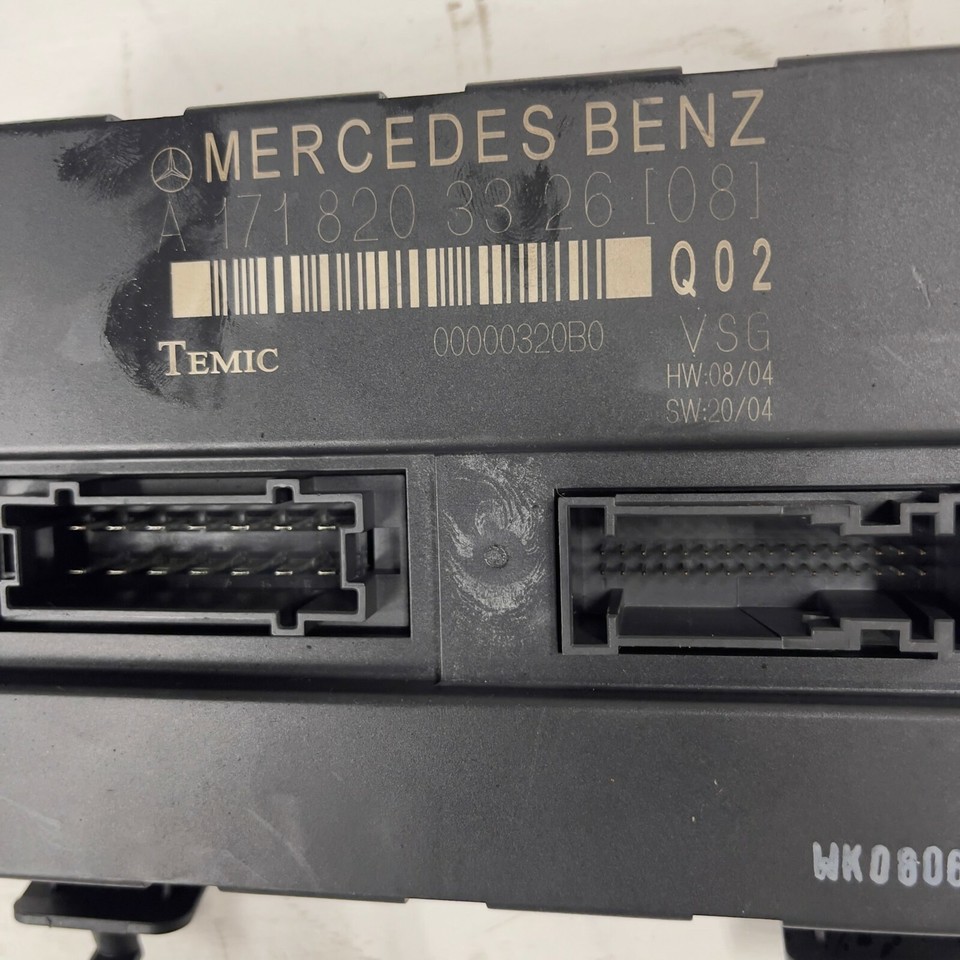 MERCEDES BENZ
A 171 820 33 26 [08]
Q02
TEMIC
00000320B0
VSG
HW:08/04
SW:20/04
WK0806